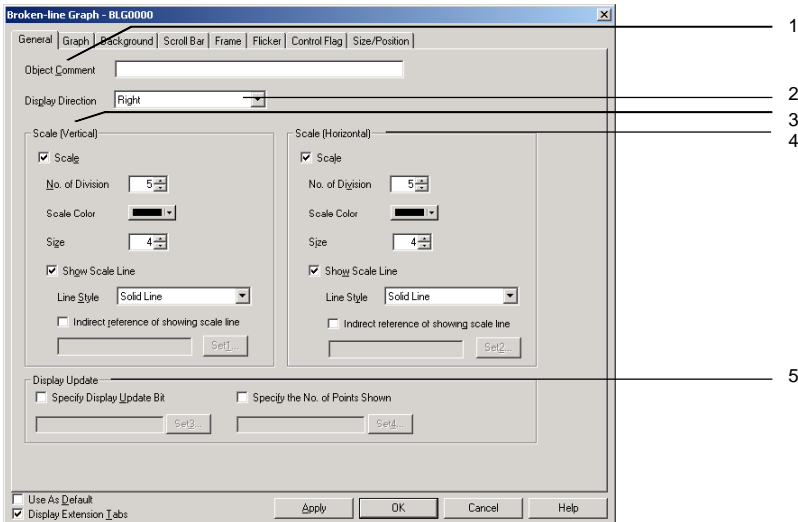 Broken-line Graph - BLG0000
General Graph Background Scroll Bar Frame Flicker Control Flag Size/Position
1
Object Comment
Display Direction Right
2
3
4
Scale (Vertical)
Scale
No. of Division 5
Scale Color
Size 4
Show Scale Line
Line Style Solid Line
Indirect reference of showing scale line
Set1...
Scale (Horizontal)
Scale
No. of Division 5
Scale Color
Size 4
Show Scale Line
Line Style Solid Line
Indirect reference of showing scale line
Set2...
Display Update
5
Specify Display Update Bit Specify the No. of Points Shown
Set3... Set4...
Use As Default
Display Extension Tabs
Apply OK Cancel Help